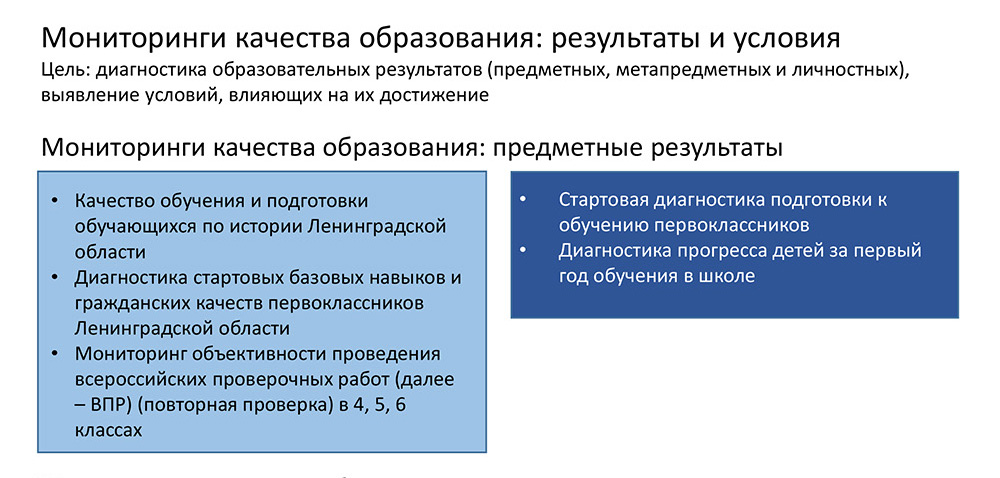 Мониторинги качества образования: результаты и условия
Цель: диагностика образовательных результатов (предметных, метапредметных и личностных),
выявление условий, влияющих на их достижение
Мониторинги качества образования: предметные результаты
• Качество обучения и подготовки
обучающихся по истории Ленинградской
области
• Диагностика стартовых базовых навыков и
гражданских качеств первоклассников
Ленинградской области
• Мониторинг объективности проведения
всероссийских проверочных работ (далее
– ВПР) (повторная проверка) в 4, 5, 6
классах
• Стартовая диагностика подготовки к
обучению первоклассников
• Диагностика прогресса детей за первый
год обучения в школе